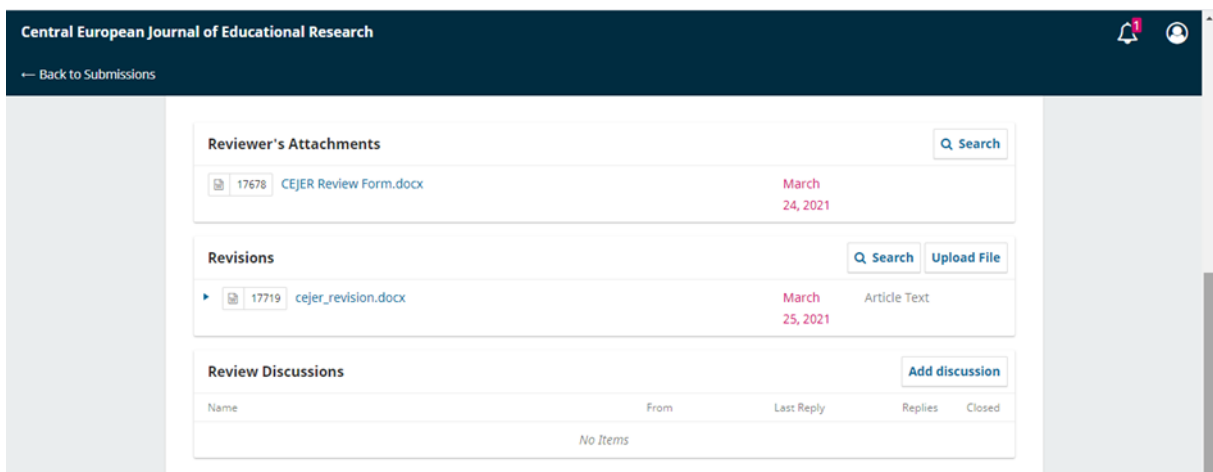 Central European Journal of Educational Research
1
← Back to Submissions
Reviewer's Attachments
Search
17678 CEJER Review Form.docx
March
24, 2021
Revisions
Search Upload File
17719 cejer_revision.docx
March
25, 2021
Article Text
Review Discussions
Add discussion
Name From Last Reply Replies Closed
No Items